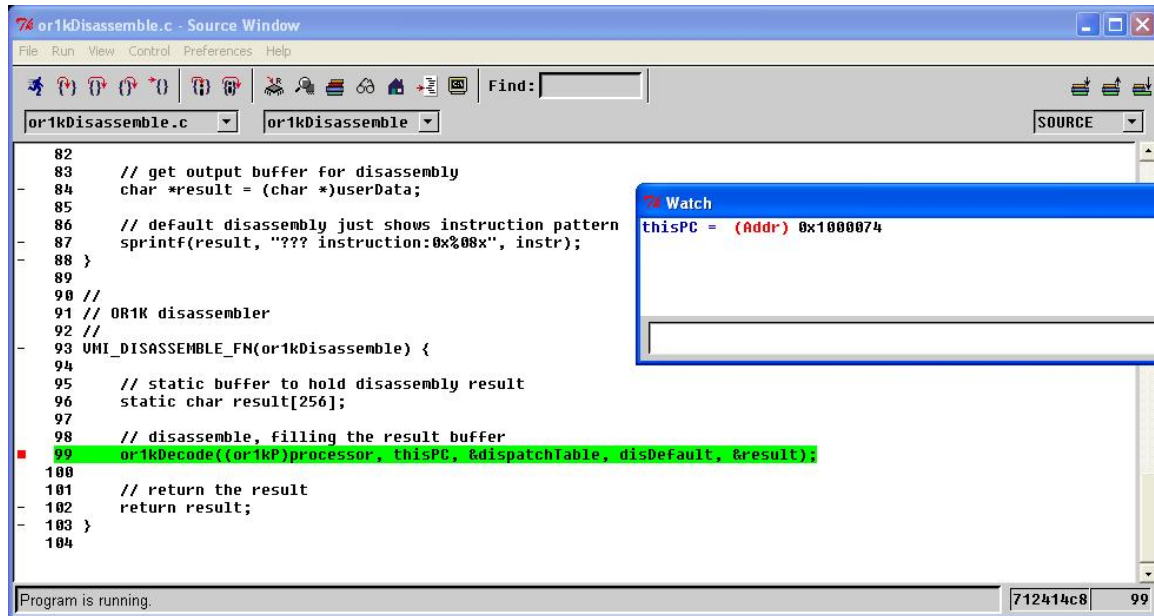 7% or1kDisassemble.c - Source Window
File Run View Control Preferences Help
Find:
or1kDisassemble.c or1kDisassemble SOURCE
82
83 // get output buffer for disassembly
- 84 char *result = (char *)userData;
85
86 // default disassembly just shows instruction pattern
- 87 sprintf(result, "??? instruction:0x%08x", instr);
- 88 }
89
90 //
91 // OR1K disassembler
92 //
- 93 VMI_DISASSEMBLE_FN(or1kDisassemble) {
94
95 // static buffer to hold disassembly result
96 static char result[256];
97
98 // disassemble, filling the result buffer
99 or1kDecode((or1kP)processor, thisPC, &dispatchTable, disDefault, &result);
100
101 // return the result
- 102 return result;
- 103 }
104
Watch
thisPC = (Addr) 0x1000074
Program is running. 712414c8 99